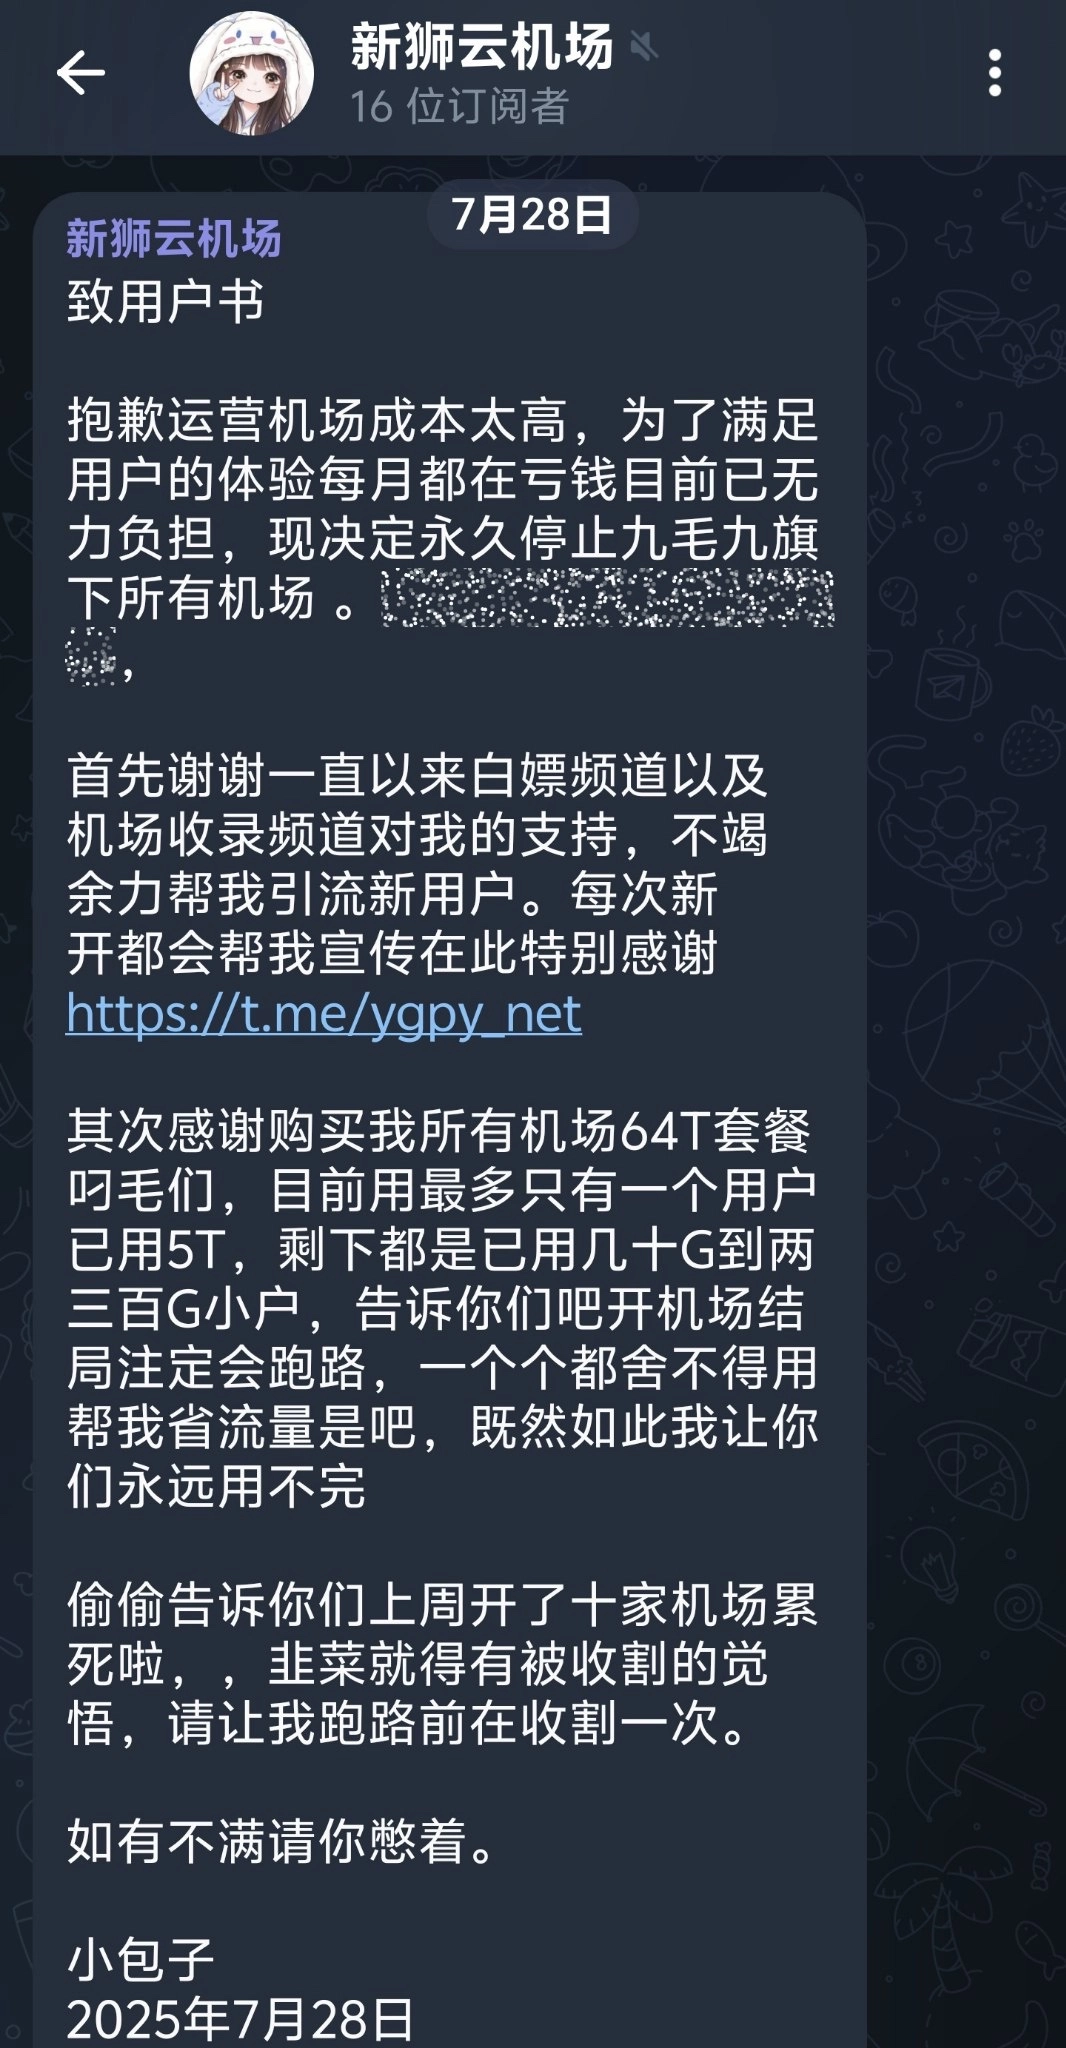 新狮云机场
16 位订阅者
7月28日
新狮云机场
致用户书
抱歉运营机场成本太高，为了满足
用户的体验每月都在亏钱目前已无
力负担，现决定永久停止九毛九旗
下所有机场 。
，
首先谢谢一直以来白嫖频道以及
机场收录频道对我的支持，不竭
余力帮我引流新用户。每次新
开都会帮我宣传在此特别感谢
https://t.me/ygpy_net
其次感谢购买我所有机场64T套餐
叼毛们，目前用最多只有一个用户
已用5T，剩下都是已用几十G到两
三百G小户，告诉你们吧开机场结
局注定会跑路，一个个都舍不得用
帮我省流量是吧，既然如此我让你
们永远用不完
偷偷告诉你们上周开了十家机场累
死啦，，韭菜就得有被收割的觉
悟，请让我跑路前在收割一次。
如有不满请你憋着。
小包子
2025年7月28日